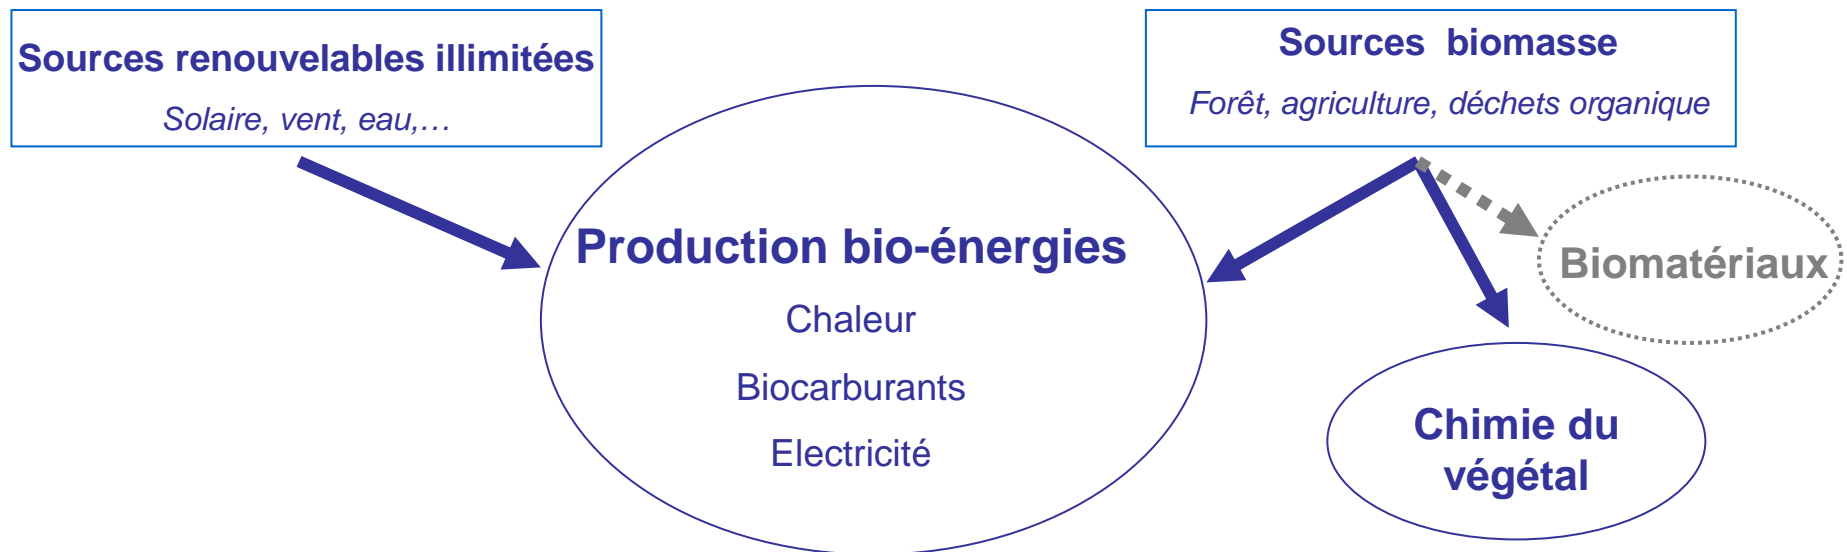 Sources renouvelables illimitées
Solaire, vent, eau,…
Sources biomasse
Forêt, agriculture, déchets organique
Production bio-énergies
Chaleur
Biocarburants
Electricité
Biomatériaux
Chimie du
végétal